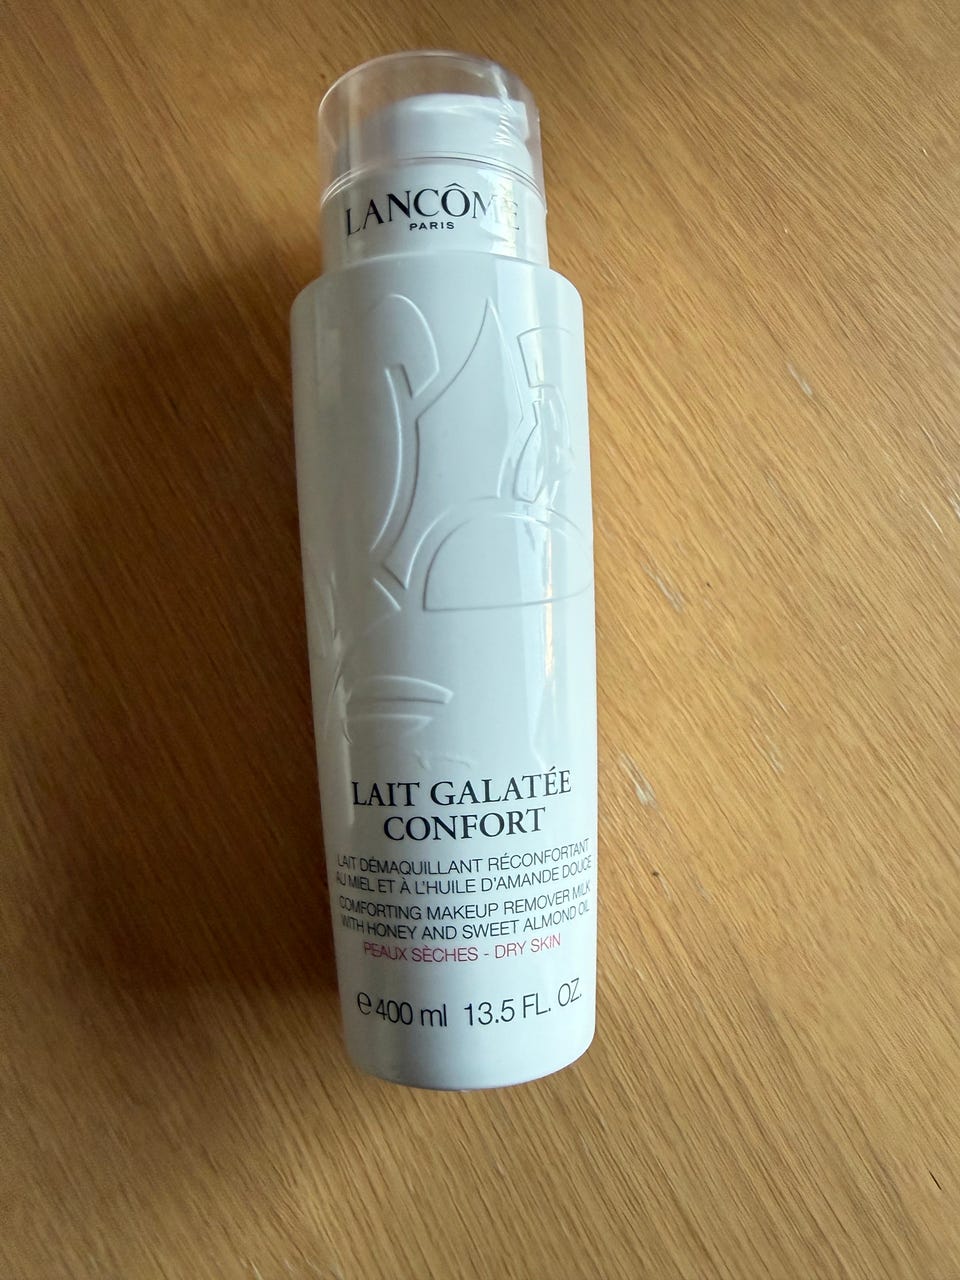 LANCÔME
PARIS
LAIT GALATÉE
CONFORT
LAIT DÉMAQUILLANT RÉCONFORTANT
AU MIEL ET À L'HUILE D'AMANDE DOUCE
COMFORTING MAKEUP REMOVER MILK
WITH HONEY AND SWEET ALMOND OIL
PEAUX SÈCHES - DRY SKIN
℮ 400 ml 13.5 FL. OZ.